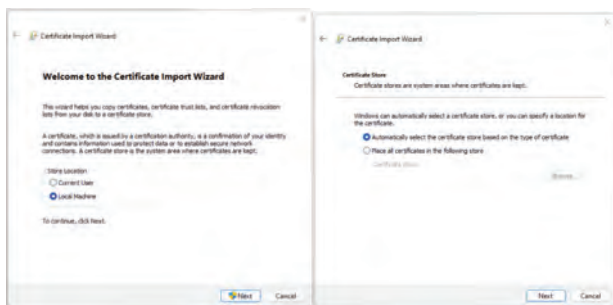 Certificate Import Wizard
Welcome to the Certificate Import Wizard
This wizard helps you copy certificates, certificate trust lists, and certificate revocation
lists from your disk to a certificate store.
A certificate, which is issued by a certification authority, is a confirmation of your identity
and contains information used to protect data or to establish secure network
connections. A certificate store is the system area where certificates are kept.
Store Location
Current User
Local Machine
To continue, click Next.
Next
Cancel
Certificate Import Wizard
Certificate Store
Certificate stores are system areas where certificates are kept.
Windows can automatically select a certificate store, or you can specify a location for
the certificate.
Automatically select the certificate store based on the type of certificate
Place all certificates in the following store
Certificate store:
Browse...
Next
Cancel